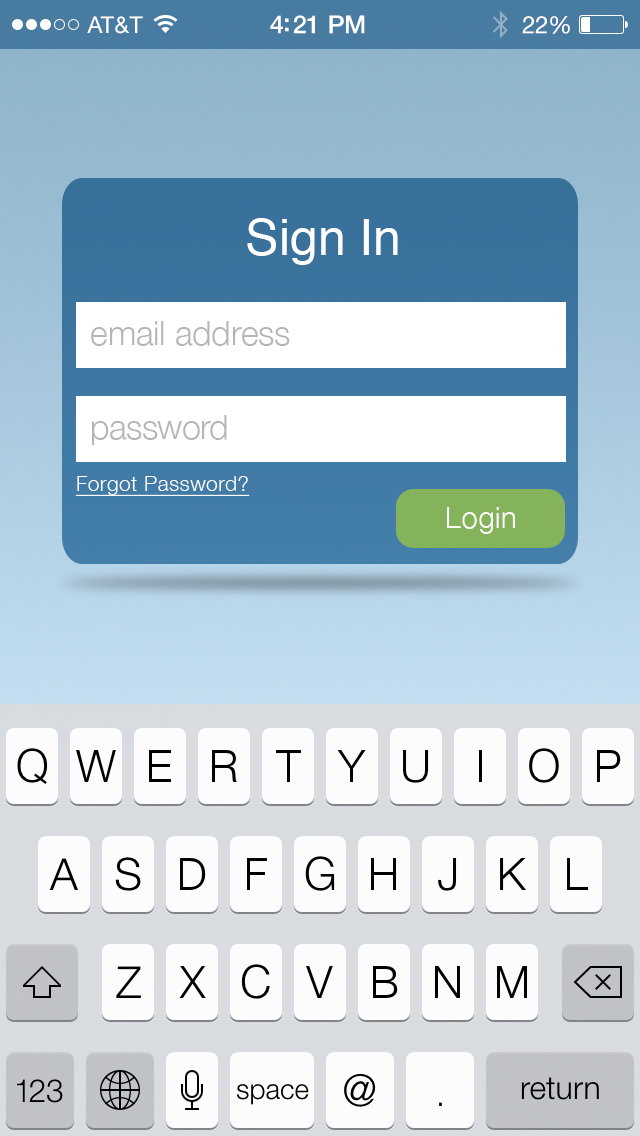 AT&T 4:21 PM 22%
Sign In
email address
password
Forgot Password?
Login
Q W E R T Y U I O P
A S D F G H J K L
Z X C V B N M
123 space @ . return